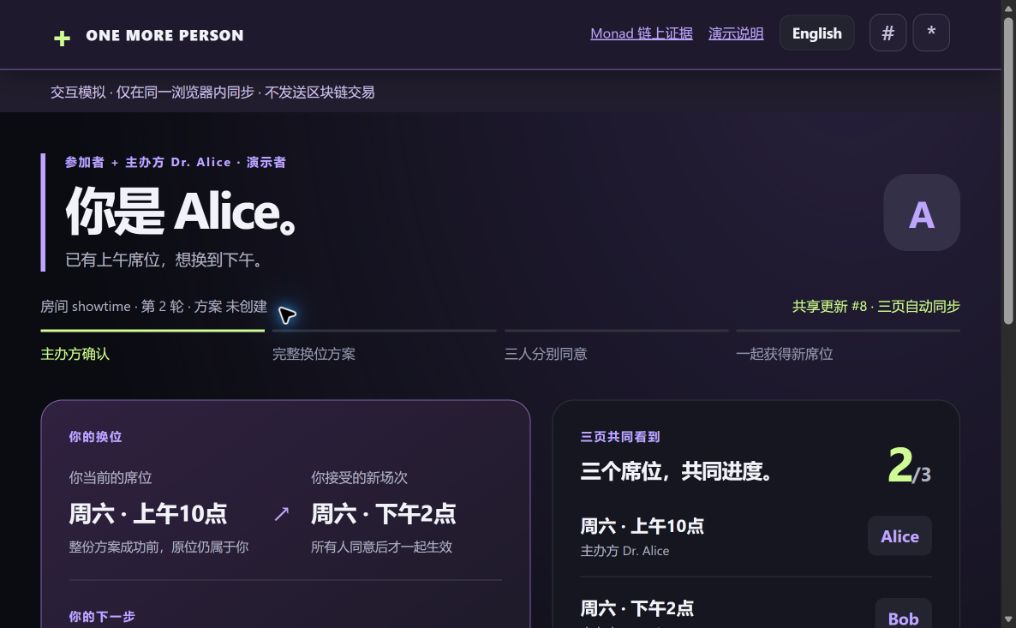 + ONE MORE PERSON
Monad 链上证据 演示说明 English # *
交互模拟 · 仅在同一浏览器内同步 · 不发送区块链交易
参加者 + 主办方 Dr. Alice · 演示者
你是 Alice。
A
已有上午席位，想换到下午。
房间 showtime · 第 2 轮 · 方案 未创建
共享更新 #8 · 三页自动同步
主办方确认
完整换位方案
三人分别同意
一起获得新席位
你的换位
你当前的席位
周六 · 上午10点
整份方案成功前，原位仍属于你
↗
你接受的新场次
周六 · 下午2点
所有人同意后才一起生效
你的下一步
三页共同看到
三个席位，共同进度。
2/3
周六 · 上午10点
主办方 Dr. Alice
Alice
周六 · 下午2点
Bob